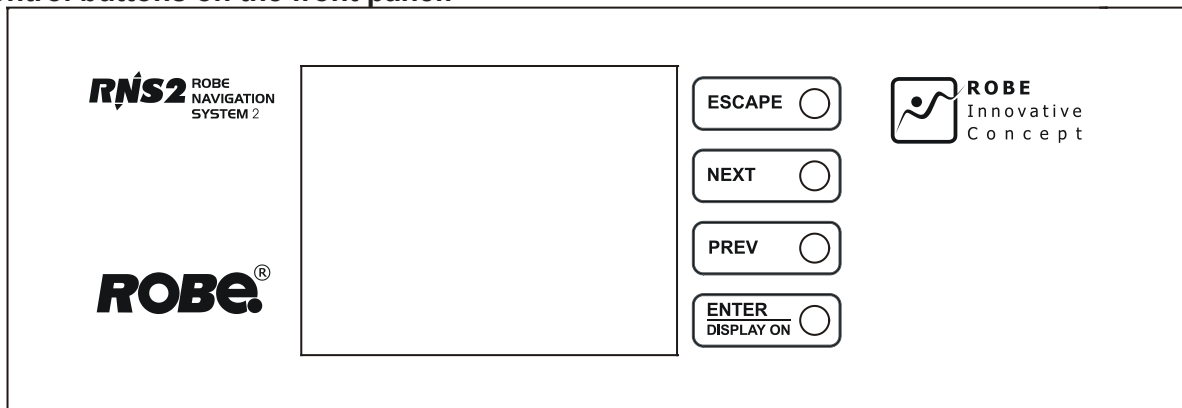 RNS2 ROBE
NAVIGATION
SYSTEM 2
ROBE®
ESCAPE
NEXT
PREV
ENTER
DISPLAY ON
ROBE
Innovative
Concept